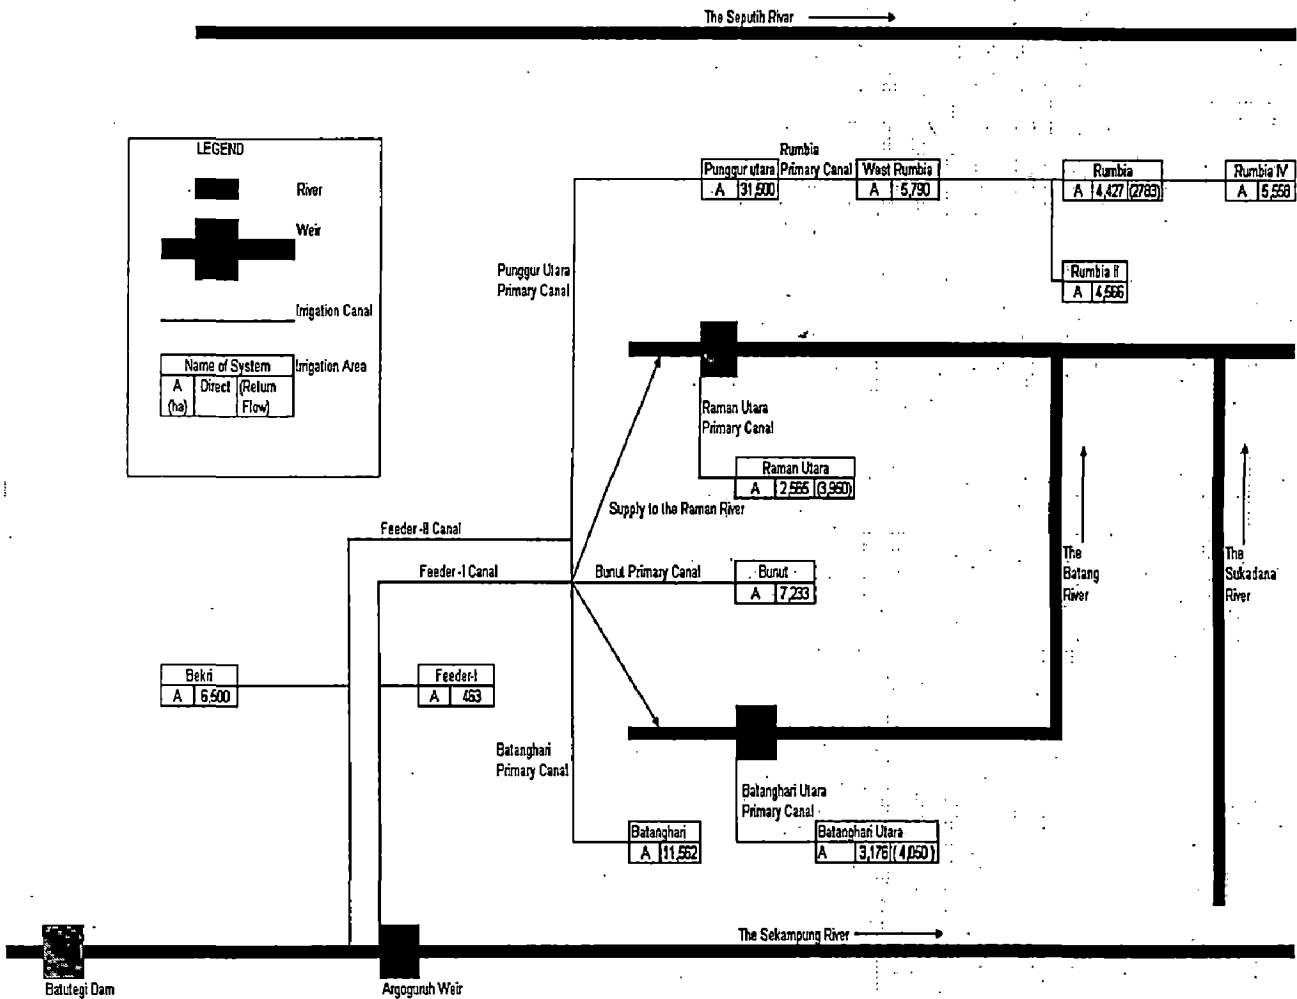 The Seputih River
LEGEND
River
Weir
Irrigation Canal
Name of System
Irrigation Area
A
(ha)
Direct
(Return
Flow)
Rumbia
Primary Canal
Punggur utara
A 31,500
West Rumbia
A 5,790
Rumbia
A 4,427 (2783)
Rumbia IV
A 5,558
Rumbia II
A 4,566
Punggur Utara
Primary Canal
Raman Utara
Primary Canal
Raman Utara
A 2,565 (3,960)
Supply to the Raman River
Feeder-II Canal
Feeder-I Canal
Bunut Primary Canal
Bunut
A 7,233
The
Batang
River
The
Sukadana
River
Bekri
A 6,500
Feeder-I
A 463
Batanghari
Primary Canal
Batanghari Utara
Primary Canal
Batanghari
A 11,562
Batanghari Utara
A 3,176 (4,050)
The Sekampung River
Batutegi Dam
Argoguruh Weir